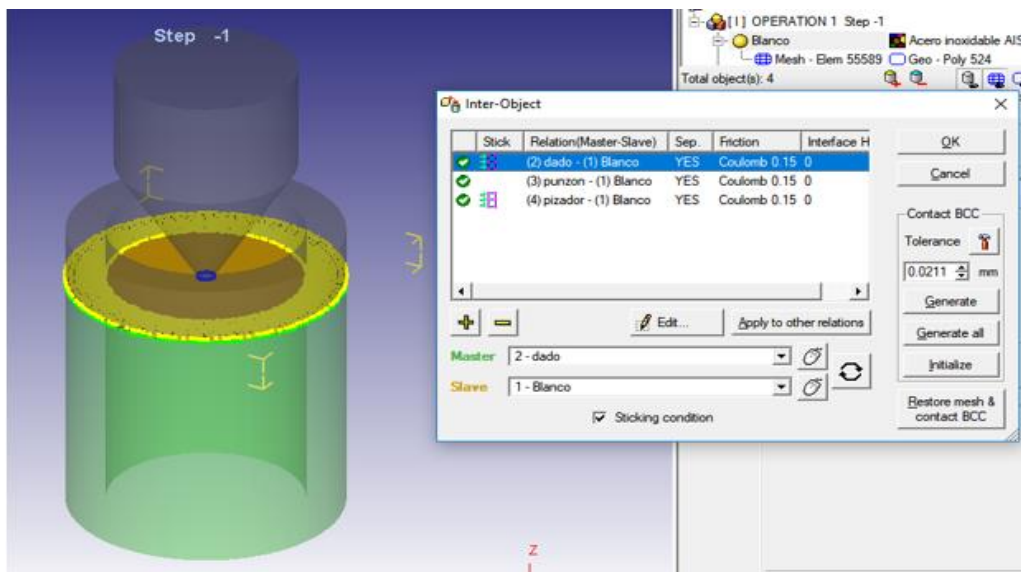 Step -1
[1] OPERATION 1 Step -1
Blanco
Acero inoxidable AIS
Mesh - Elem 55589
Geo - Poly 524
Total object(s): 4
Inter-Object
Stick Relation(Master-Slave) Sep. Friction Interface H
(2) dado - (1) Blanco YES Coulomb 0.15 0
(3) punzon - (1) Blanco YES Coulomb 0.15 0
(4) pizador - (1) Blanco YES Coulomb 0.15 0
Edit...
Apply to other relations
Master 2 - dado
Slave 1 - Blanco
Sticking condition
OK
Cancel
Contact BCC
Tolerance
0.0211 mm
Generate
Generate all
Initialize
Restore mesh &
contact BCC
Z